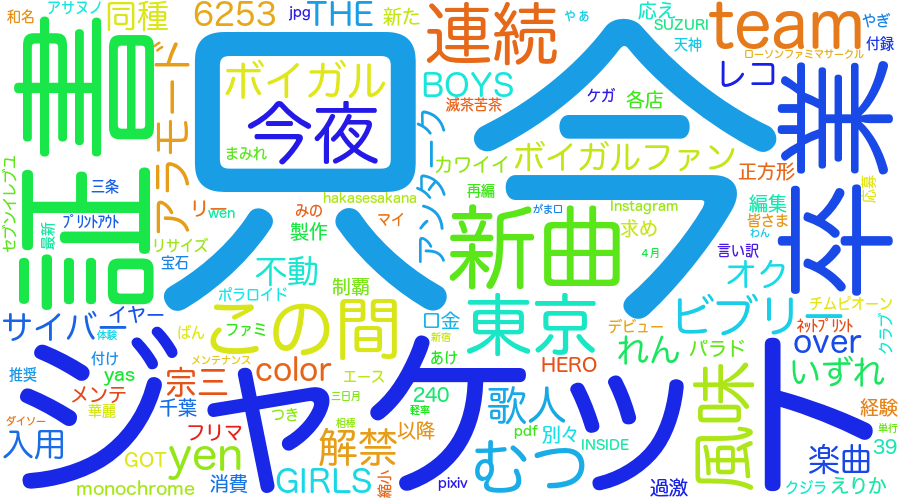 アサヌノ
和名
同種
6253
jpg
THE
新た
連続
やぁ
応え
SUZURI
天神
team
やぎ
付録
ローソンファミマサークル
書
アラモード
只今
ボイガル
今夜
まみれ
BOYS
滅茶苦茶
ケガ
各店
レコ
卒業
カワイイ
ボイガルファン
正方形
セブンイレブユ
証
三条
プリントアウト
最新
リー
wen
みの
マイ
hakasesakana
アンソターク
再編
がま口
Instagram
編集
皆さま
わん
応募
リサイズ
宝石
製作
新曲
求め
言い訳
4月
不動
制覇
ポラロイド
オク
サイバー
イヤー
この間
ファミ
ばん
体験
口金
新宿
東京
ビブリー
チムピオーン
デビュー
ネットプリント
クラブ
ジャケット
推奨
付け
yas
メンテナンス
宗三
color
あけ
エース
HERO
れん
パラド
over
いずれ
メンテ
華麗
千葉
つき
三日月
240
軽率
歌人
風味
経験
単行
ダイソー
入用
フリマ
解禁
相棒
以降
むつ
pdf
別々
INSIDE
楽曲
39
GOT
yen
monochrome
消費
GIRLS
縮小
pixiv
過激
クジラ
えりか